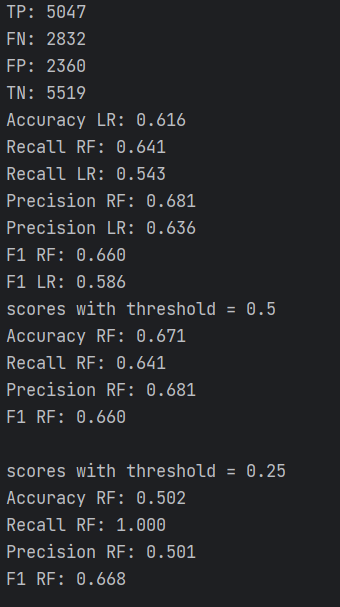 TP: 5047
FN: 2832
FP: 2360
TN: 5519
Accuracy LR: 0.616
Recall RF: 0.641
Recall LR: 0.543
Precision RF: 0.681
Precision LR: 0.636
F1 RF: 0.660
F1 LR: 0.586
scores with threshold = 0.5
Accuracy RF: 0.671
Recall RF: 0.641
Precision RF: 0.681
F1 RF: 0.660

scores with threshold = 0.25
Accuracy RF: 0.502
Recall RF: 1.000
Precision RF: 0.501
F1 RF: 0.668